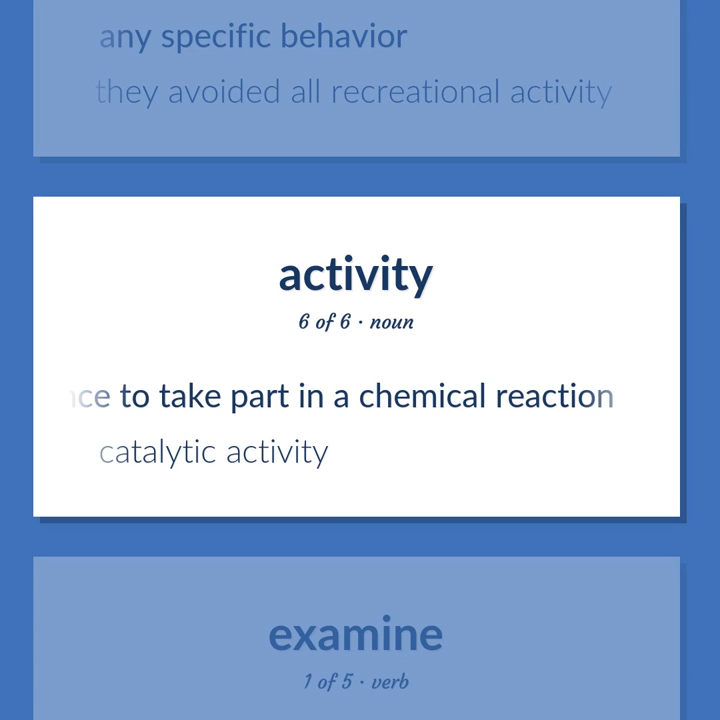 any specific behavior
they avoided all recreational activity
activity
6 of 6 · noun
to take part in a chemical reaction
catalytic activity
examine
1 of 5 · verb